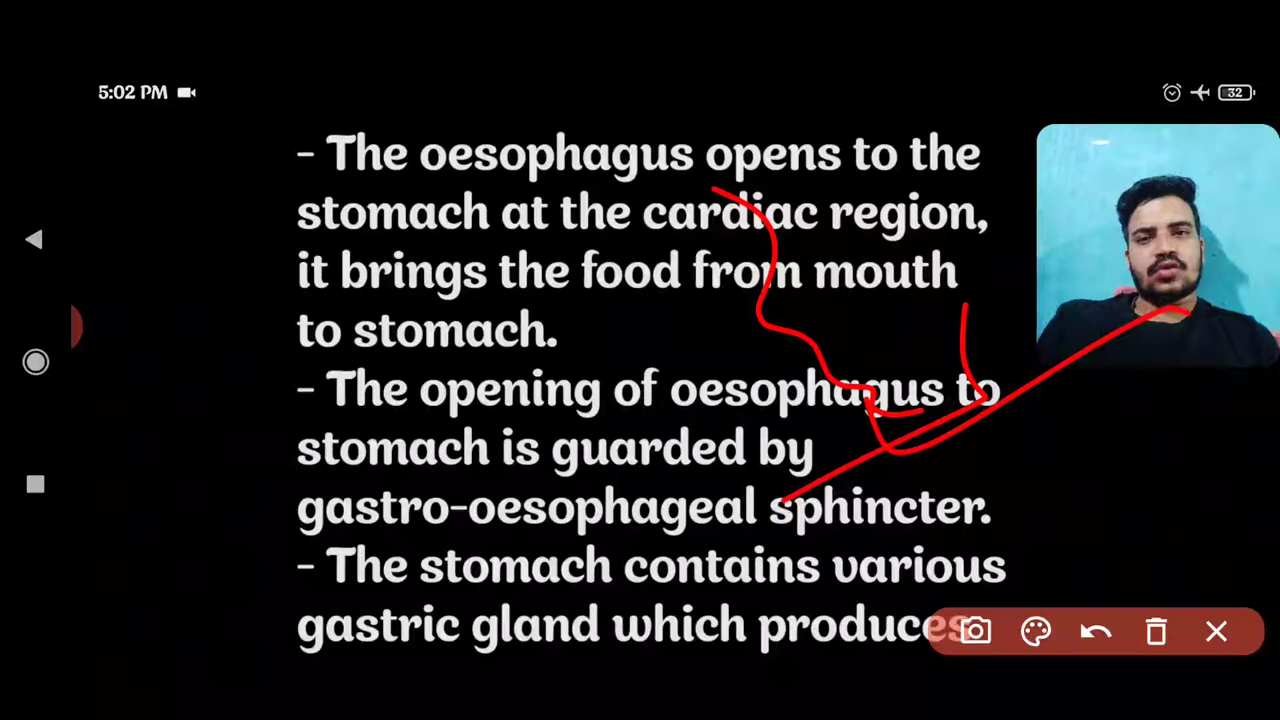 5:02 PM
32
- The oesophagus opens to the
stomach at the cardiac region,
it brings the food from mouth
to stomach.
- The opening of oesophagus to
stomach is guarded by
gastro-oesophageal sphincter.
- The stomach contains various
gastric gland which produces